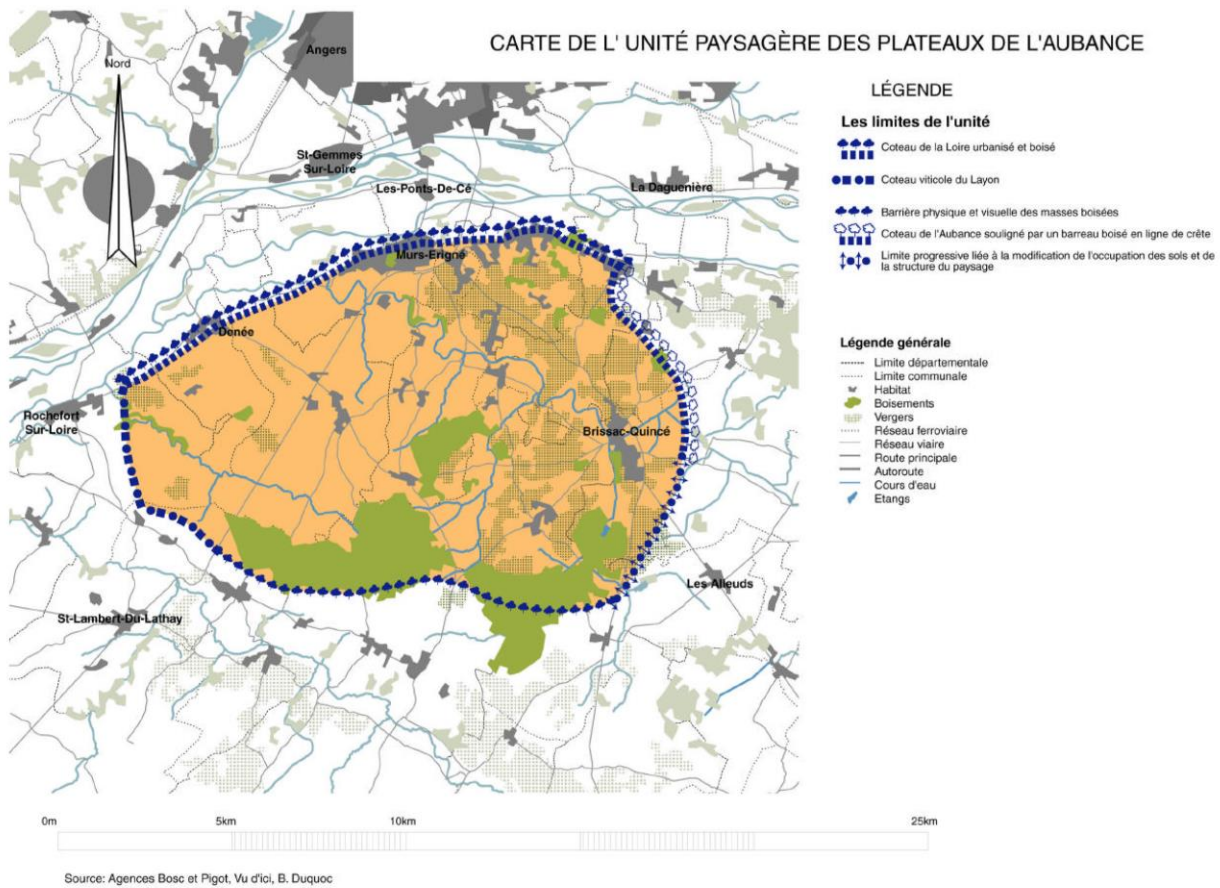 CARTE DE L' UNITÉ PAYSAGÈRE DES PLATEAUX DE L'AUBANCE
Nord
Angers
St-Gemmes
Sur-Loire
Les-Ponts-De-Cé
La Daguenière
Murs-Erigné
Denée
Rochefort
Sur-Loire
Brissac-Quincé
Les Alleuds
St-Lambert-Du-Lathay
LÉGENDE
Les limites de l'unité
Coteau de la Loire urbanisé et boisé
Coteau viticole du Layon
Barrière physique et visuelle des masses boisées
Coteau de l'Aubance souligné par un barreau boisé en ligne de crête
Limite progressive liée à la modification de l'occupation des sols et de
la structure du paysage
Légende générale
Limite départementale
Limite communale
Habitat
Boisements
Vergers
Réseau ferroviaire
Réseau viaire
Route principale
Autoroute
Cours d'eau
Etangs
0m 5km 10km 25km
Source: Agences Bosc et Pigot, Vu d'ici, B. Duquoc